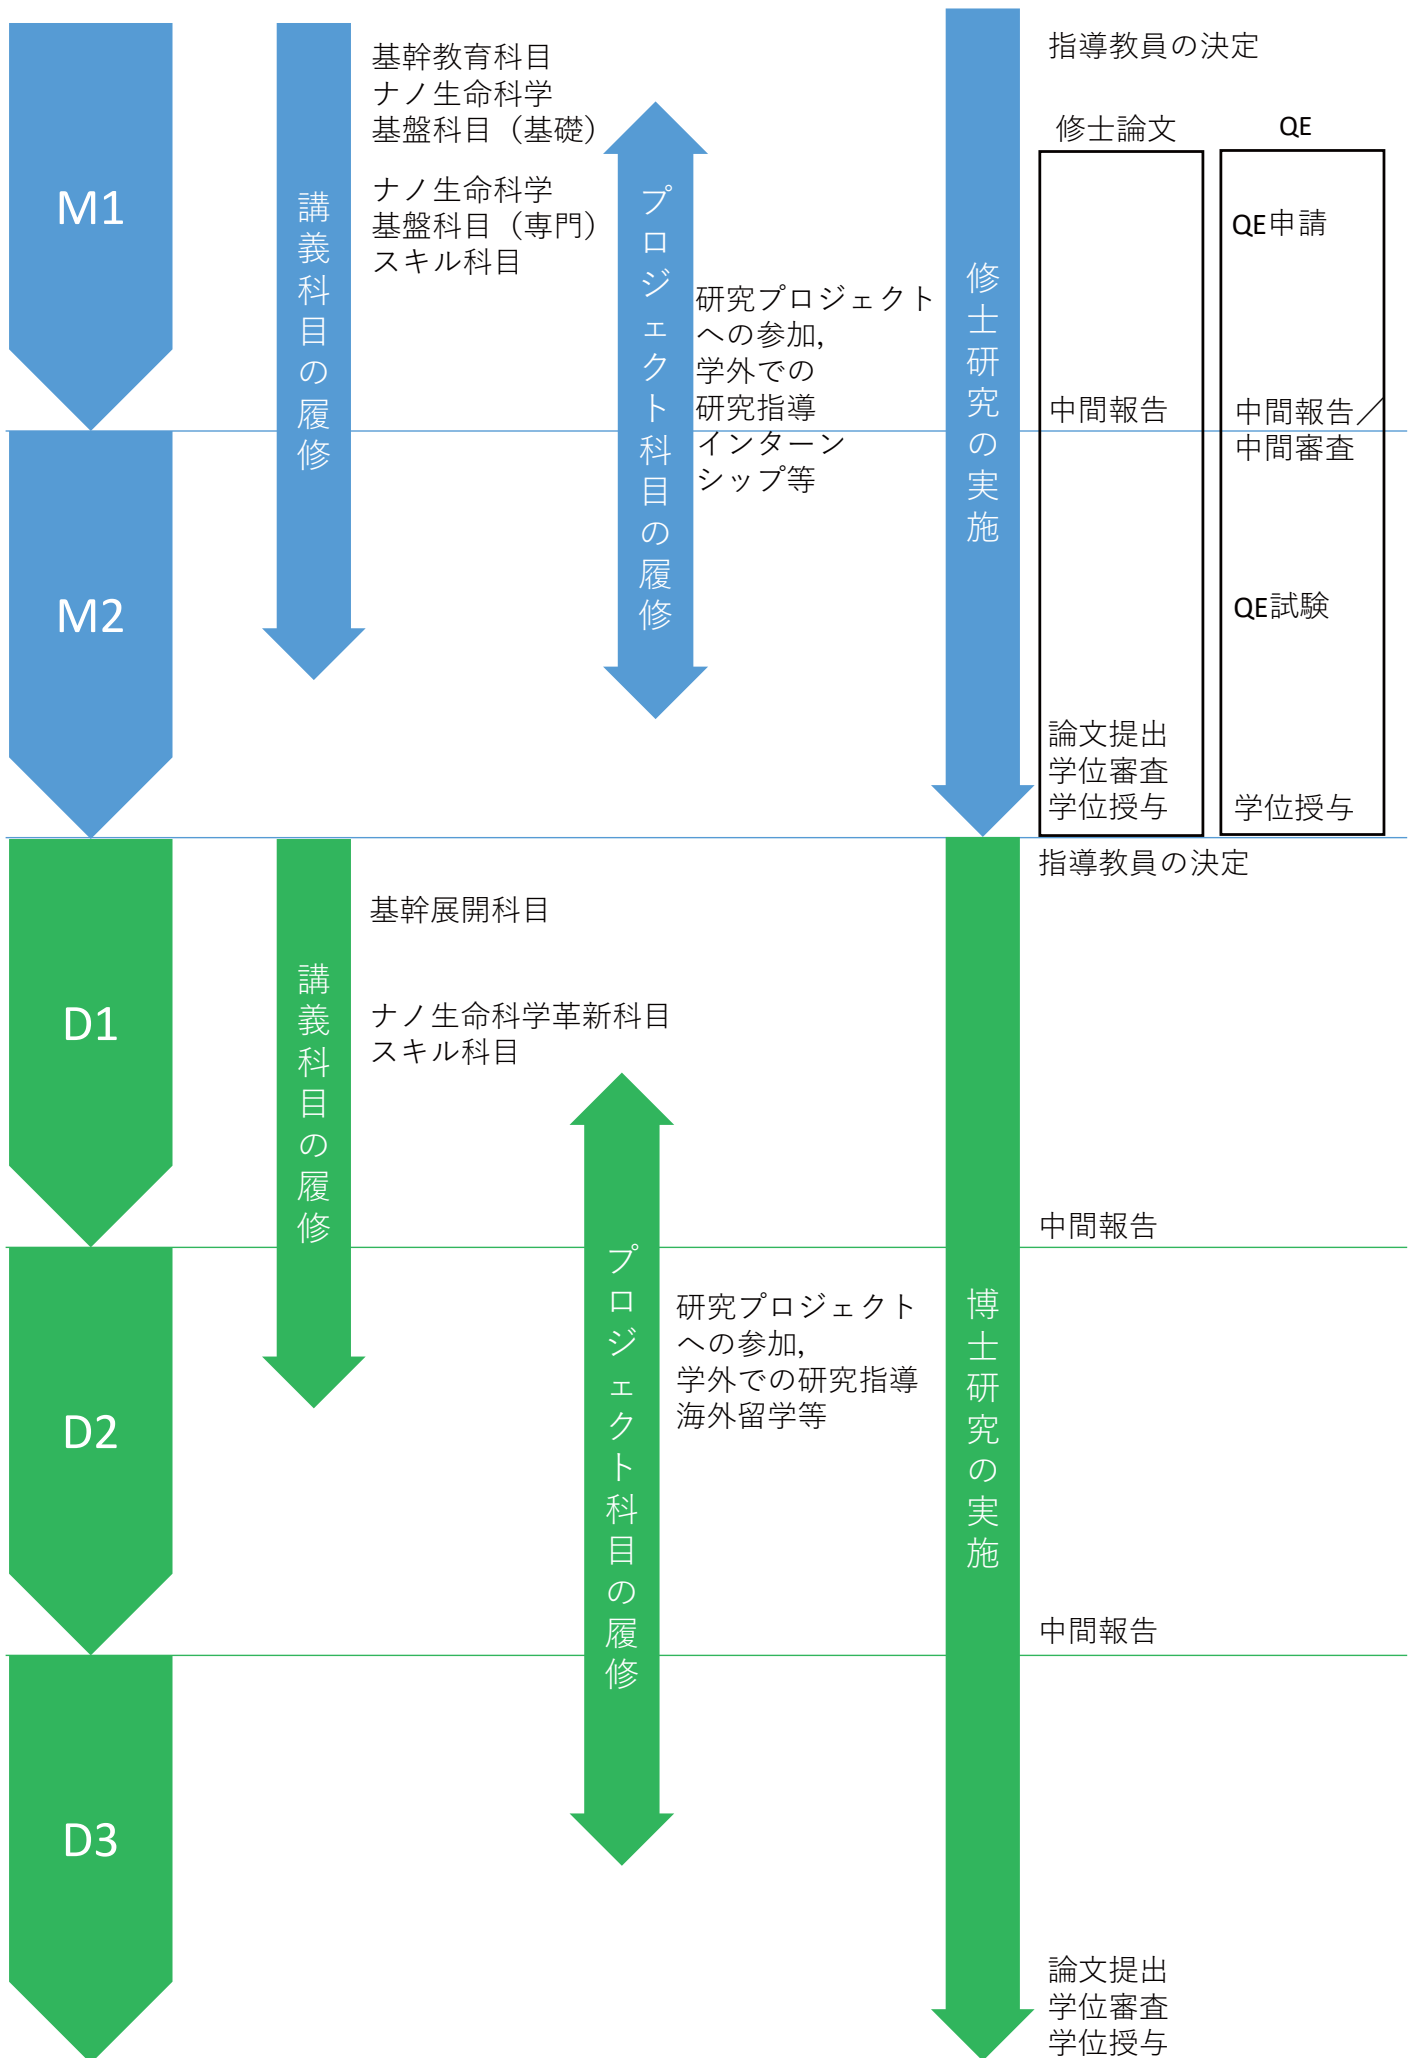 M1
講義科目の履修
基幹教育科目
ナノ生命科学
基盤科目（基礎）
ナノ生命科学
基盤科目（専門）
スキル科目
プロジェクト科目の履修
研究プロジェクト
への参加，
学外での
研究指導
インターン
シップ等
修士研究の実施
指導教員の決定
修士論文
中間報告
論文提出
学位審査
学位授与
QE
QE申請
中間報告／
中間審査
QE試験
学位授与
M2
D1
講義科目の履修
基幹展開科目
ナノ生命科学革新科目
スキル科目
プロジェクト科目の履修
研究プロジェクト
への参加，
学外での研究指導
海外留学等
博士研究の実施
指導教員の決定
中間報告
D2
中間報告
D3
論文提出
学位審査
学位授与